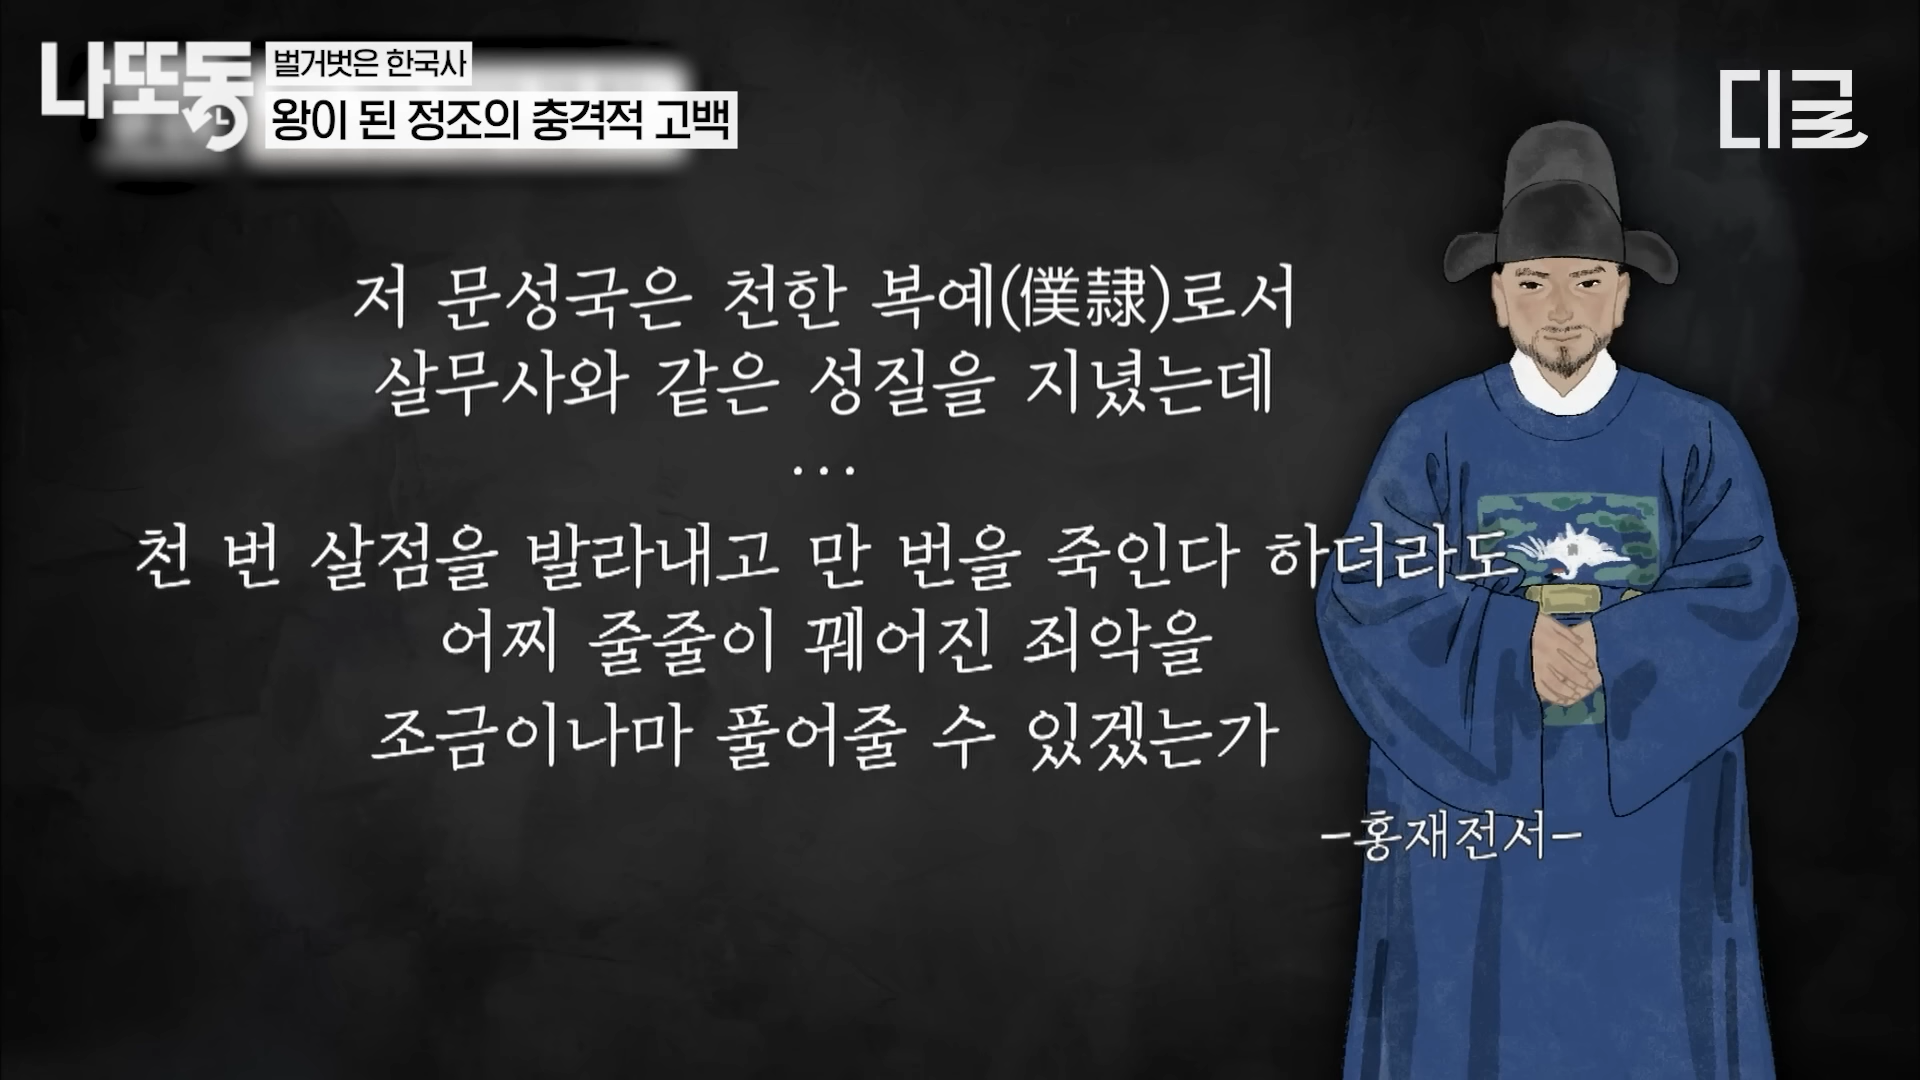 나또동
벌거벗은 한국사
왕이 된 정조의 충격적 고백
디글
저 문성국은 천한 복예(僕隷)로서
살무사와 같은 성질을 지녔는데
...
천 번 살점을 발라내고 만 번을 죽인다 하더라도
어찌 줄줄이 꿰어진 죄악을
조금이나마 풀어줄 수 있겠는가
-홍재전서-